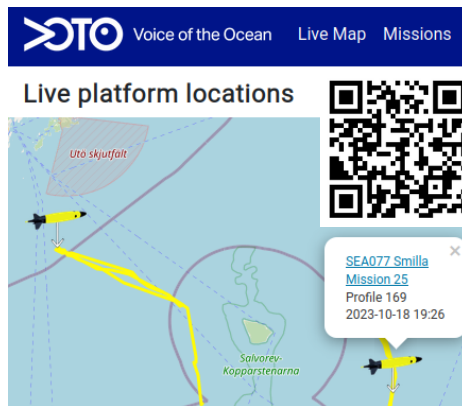 VOTO Voice of the Ocean Live Map Missions
Live platform locations
Utö skjutfält
×
SEA077 Smilla
Mission 25
Profile 169
2023-10-18 19:26
Salvorev-
Kopparstenarna